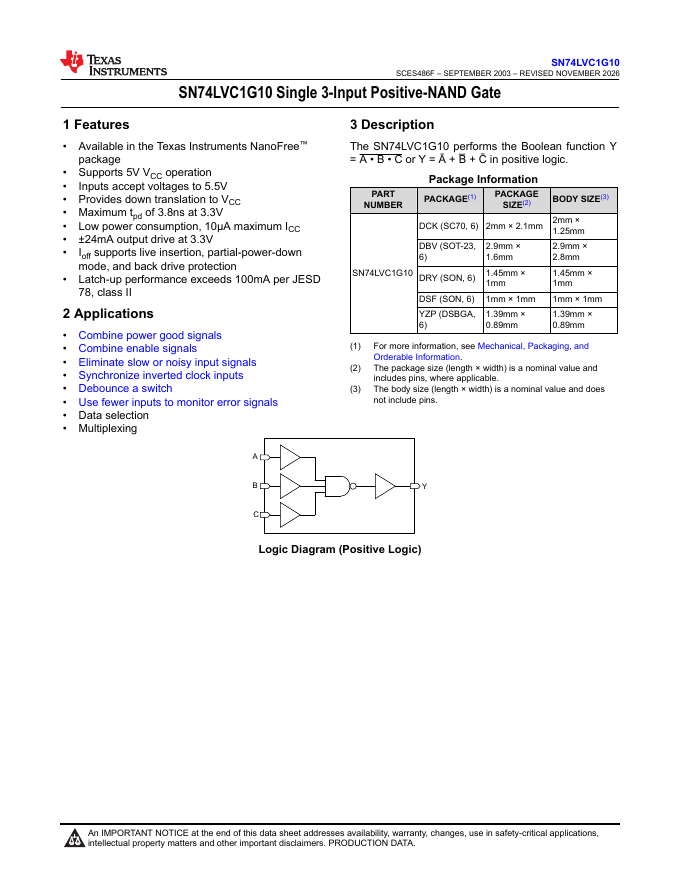 TEXAS
INSTRUMENTS
SN74LVC1G10
SCES486F – SEPTEMBER 2003 – REVISED NOVEMBER 2026
SN74LVC1G10 Single 3-Input Positive-NAND Gate
1 Features
• Available in the Texas Instruments NanoFree™
package
• Supports 5V VCC operation
• Inputs accept voltages to 5.5V
• Provides down translation to VCC
• Maximum tpd of 3.8ns at 3.3V
• Low power consumption, 10μA maximum ICC
• ±24mA output drive at 3.3V
• Ioff supports live insertion, partial-power-down
mode, and back drive protection
• Latch-up performance exceeds 100mA per JESD
78, class II
2 Applications
• Combine power good signals
• Combine enable signals
• Eliminate slow or noisy input signals
• Synchronize inverted clock inputs
• Debounce a switch
• Use fewer inputs to monitor error signals
• Data selection
• Multiplexing
3 Description
The SN74LVC1G10 performs the Boolean function Y
= A̅ • B̅ • C̅ or Y = A̅ + B̅ + C̅ in positive logic.
Package Information
PART NUMBER PACKAGE(1) PACKAGE SIZE(2) BODY SIZE(3)
SN74LVC1G10
DCK (SC70, 6) 2mm × 2.1mm 2mm × 1.25mm
DBV (SOT-23, 6) 2.9mm × 1.6mm 2.9mm × 2.8mm
DRY (SON, 6) 1.45mm × 1mm 1.45mm × 1mm
DSF (SON, 6) 1mm × 1mm 1mm × 1mm
YZP (DSBGA, 6) 1.39mm × 0.89mm 1.39mm × 0.89mm
(1) For more information, see Mechanical, Packaging, and
Orderable Information.
(2) The package size (length × width) is a nominal value and
includes pins, where applicable.
(3) The body size (length × width) is a nominal value and does
not include pins.
A
B
C
Y
Logic Diagram (Positive Logic)
An IMPORTANT NOTICE at the end of this data sheet addresses availability, warranty, changes, use in safety-critical applications,
intellectual property matters and other important disclaimers. PRODUCTION DATA.